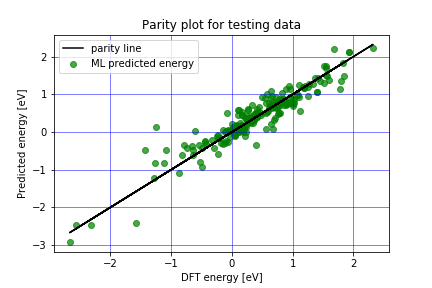 Parity plot for testing data
parity line
ML predicted energy
Predicted energy [eV]
2
1
0
−1
−2
−3
−2
−1
0
1
2
DFT energy [eV]